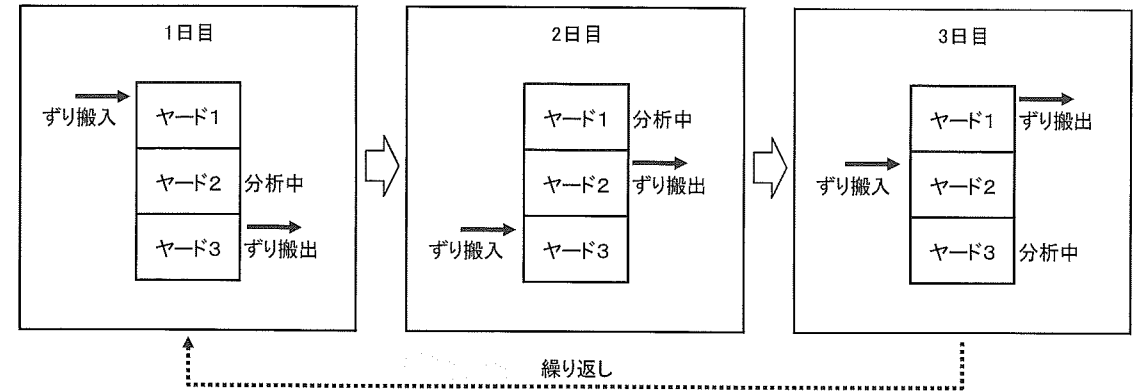 1日目
ずり搬入
ヤード1
ヤード2
分析中
ヤード3
ずり搬出
2日目
ヤード1
分析中
ヤード2
ずり搬出
ずり搬入
ヤード3
3日目
ヤード1
ずり搬出
ずり搬入
ヤード2
ヤード3
分析中
繰り返し